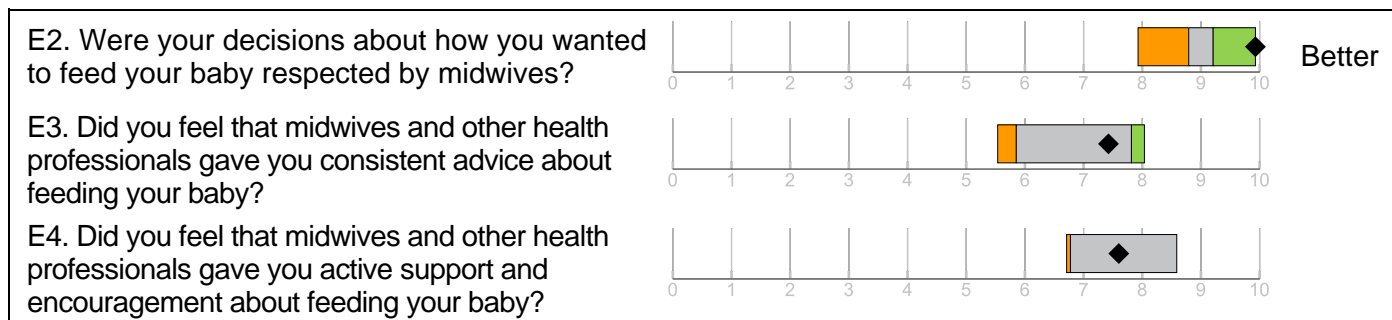 E2. Were your decisions about how you wanted
to feed your baby respected by midwives?
0 1 2 3 4 5 6 7 8 9 10
Better
E3. Did you feel that midwives and other health
professionals gave you consistent advice about
feeding your baby?
0 1 2 3 4 5 6 7 8 9 10
E4. Did you feel that midwives and other health
professionals gave you active support and
encouragement about feeding your baby?
0 1 2 3 4 5 6 7 8 9 10